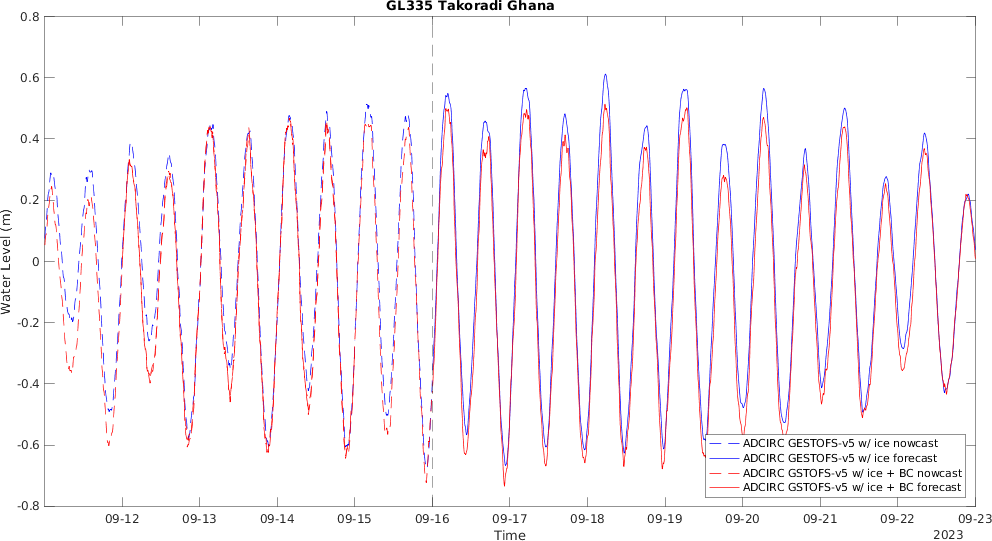 GL335 Takoradi Ghana
0.8
0.6
0.4
0.2
0
-0.2
-0.4
-0.6
-0.8
Water Level (m)
ADCIRC GESTOFS-v5 w/ ice nowcast
ADCIRC GESTOFS-v5 w/ ice forecast
ADCIRC GSTOFS-v5 w/ ice + BC nowcast
ADCIRC GSTOFS-v5 w/ ice + BC forecast
09-12 09-13 09-14 09-15 09-16 09-17 09-18 09-19 09-20 09-21 09-22 09-23
Time
2023